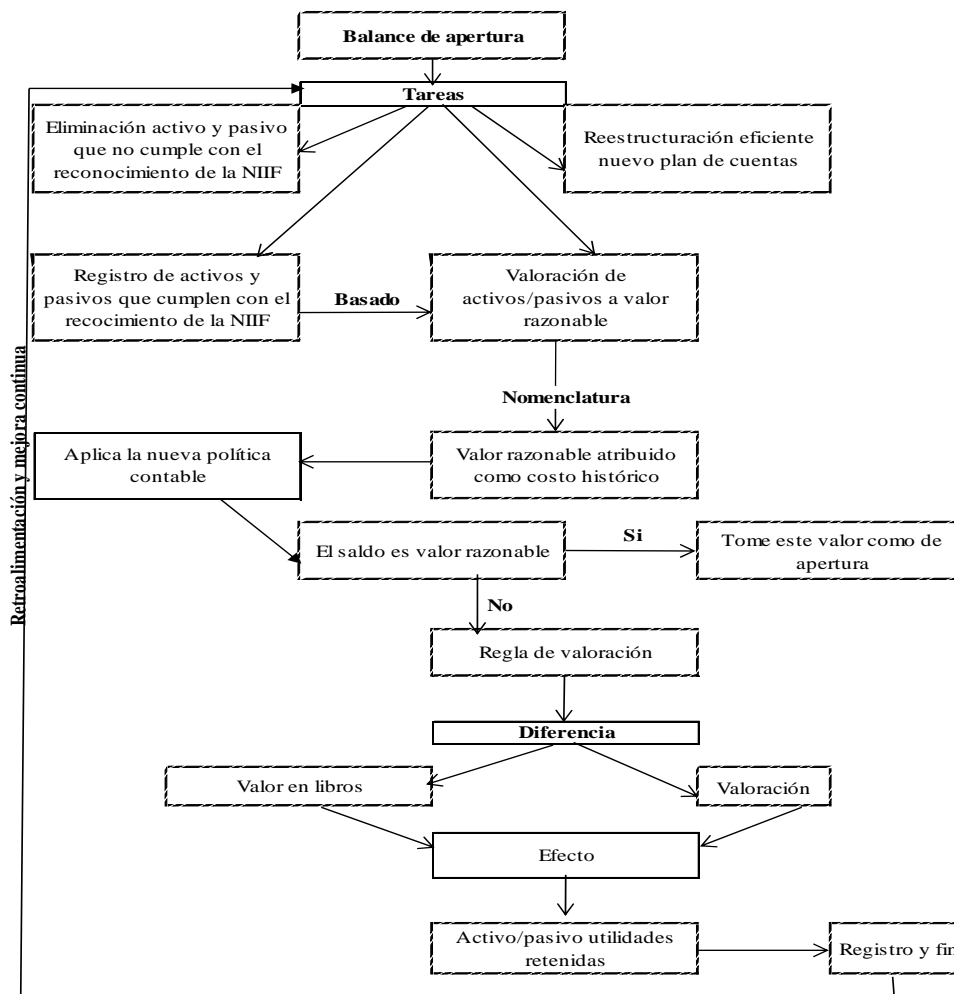 Balance de apertura
Tareas
Eliminación activo y pasivo
que no cumple con el
reconocimiento de la NIIF
Reestructuración eficiente
nuevo plan de cuentas
Registro de activos y
pasivos que cumplen con el
recocimiento de la NIIF
Basado
Valoración de
activos/pasivos a valor
razonable
Nomenclatura
Aplica la nueva política
contable
Valor razonable atribuido
como costo histórico
El saldo es valor razonable
Si
Tome este valor como de
apertura
No
Regla de valoración
Diferencia
Valor en libros
Valoración
Efecto
Activo/pasivo utilidades
retenidas
Registro y fin
Retroalimentación y mejora continua